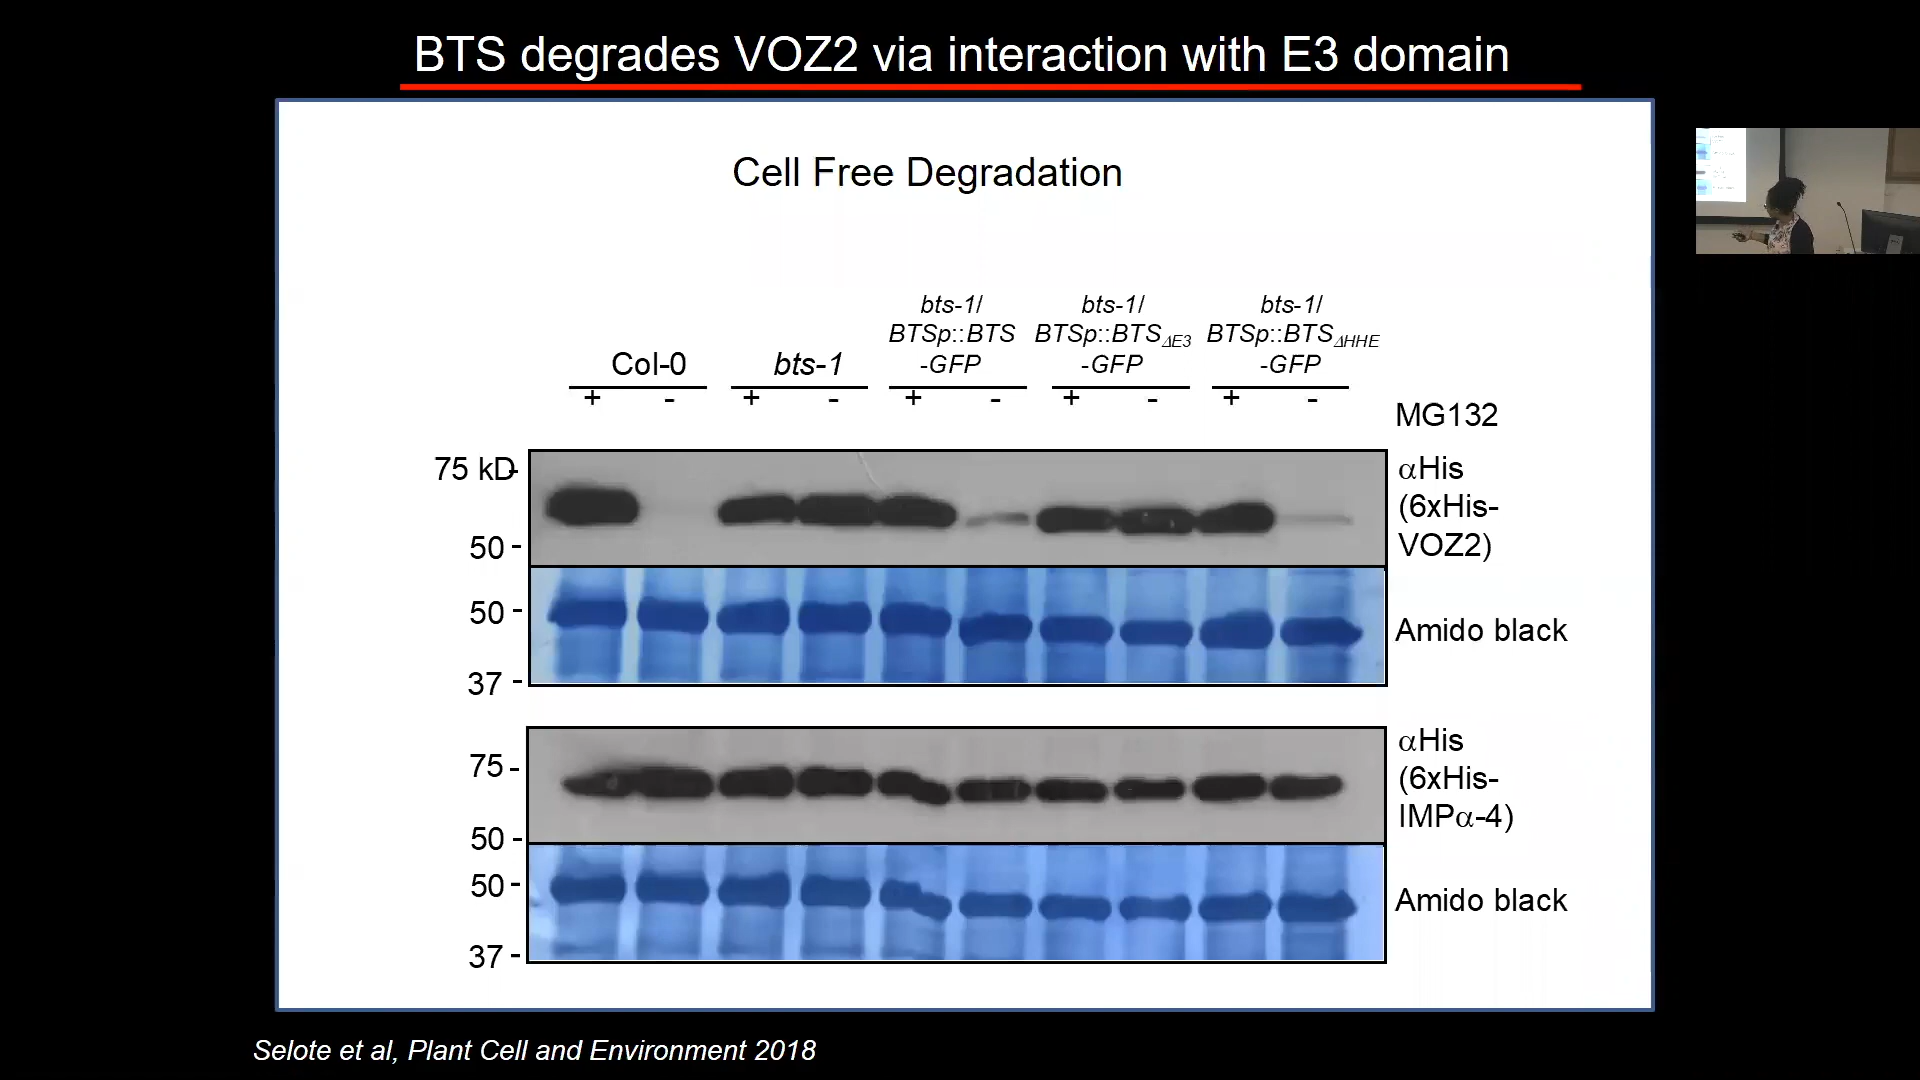 BTS degrades VOZ2 via interaction with E3 domain
Cell Free Degradation
Col-0
bts-1
bts-1/
BTSp::BTS
-GFP
bts-1/
BTSp::BTSΔE3
-GFP
bts-1/
BTSp::BTSΔHHE
-GFP
+ - + - + - + - + -
MG132
75 kD-
50 -
αHis
(6xHis-
VOZ2)
50 -
37 -
Amido black
75 -
50 -
αHis
(6xHis-
IMPα-4)
50 -
37 -
Amido black
Selote et al, Plant Cell and Environment 2018